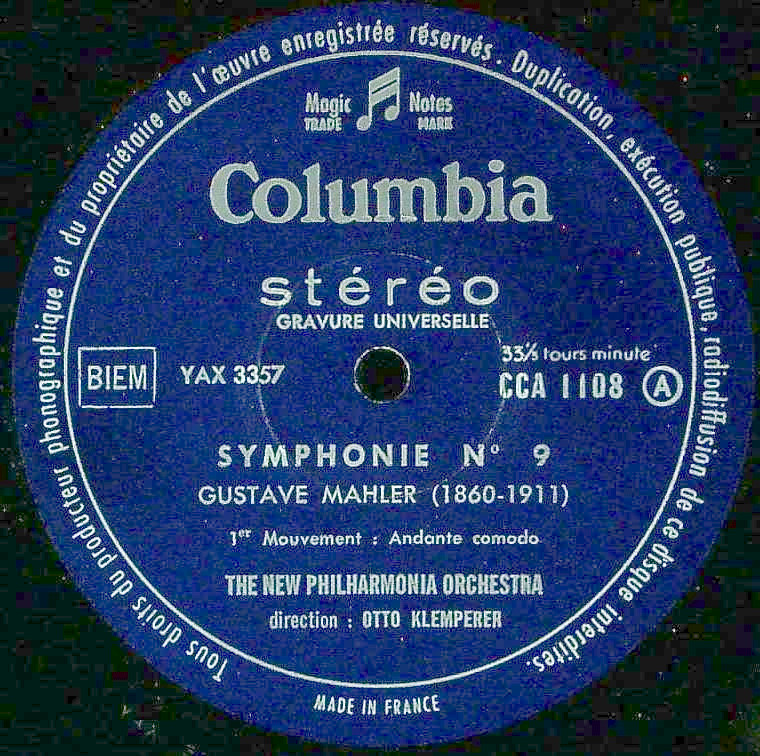 Tous droits du producteur phonographique et du propriétaire de l'œuvre enregistrée réservés. Duplication, exécution publique, radiodiffusion de ce disque interdites.
Magic Notes
TRADE MARK
Columbia
stéréo
GRAVURE UNIVERSELLE
BIEM
YAX 3357
33⅓ tours minute
CCA 1108 A
SYMPHONIE Nº 9
GUSTAVE MAHLER (1860-1911)
1er Mouvement : Andante comodo
THE NEW PHILHARMONIA ORCHESTRA
direction : OTTO KLEMPERER
MADE IN FRANCE